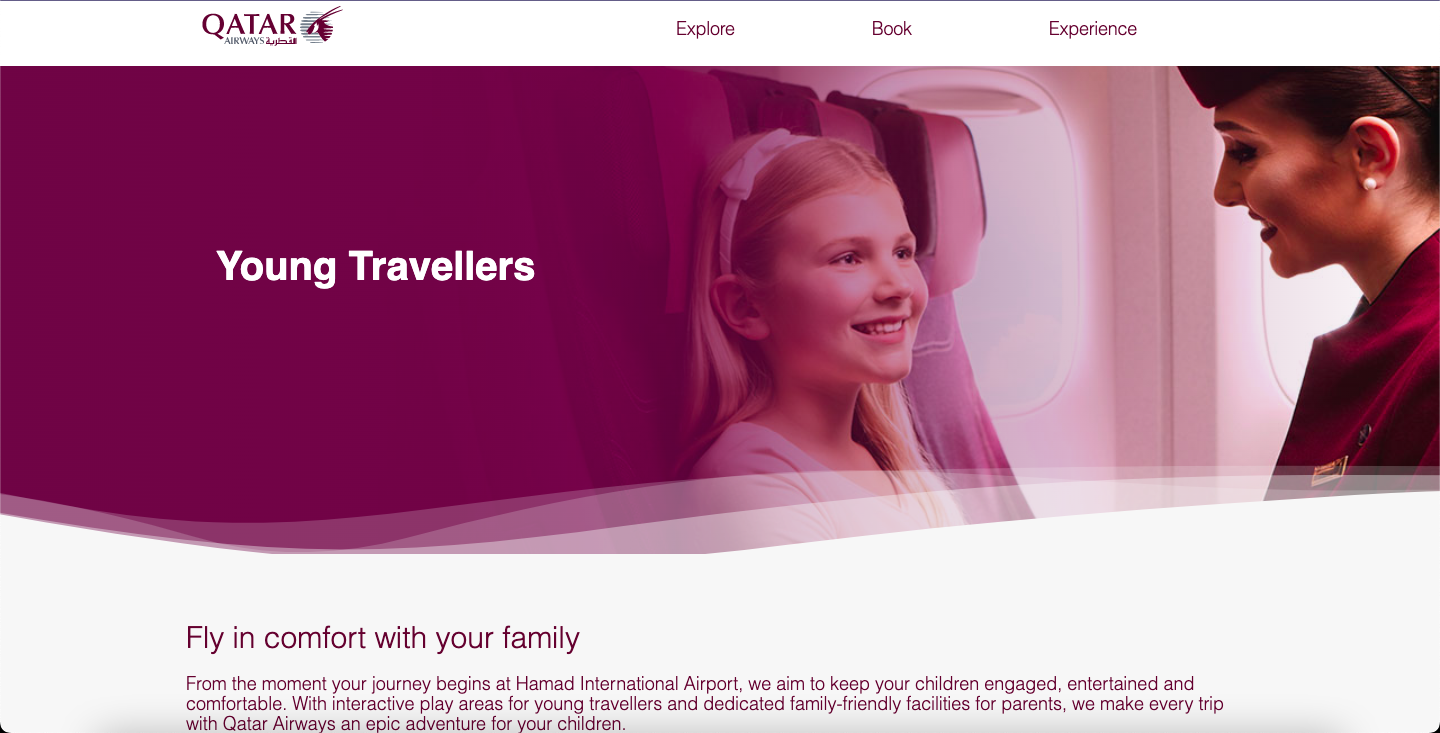 QATAR
AIRWAYS القطرية
Explore
Book
Experience
Young Travellers
Fly in comfort with your family
From the moment your journey begins at Hamad International Airport, we aim to keep your children engaged, entertained and
comfortable. With interactive play areas for young travellers and dedicated family-friendly facilities for parents, we make every trip
with Qatar Airways an epic adventure for your children.